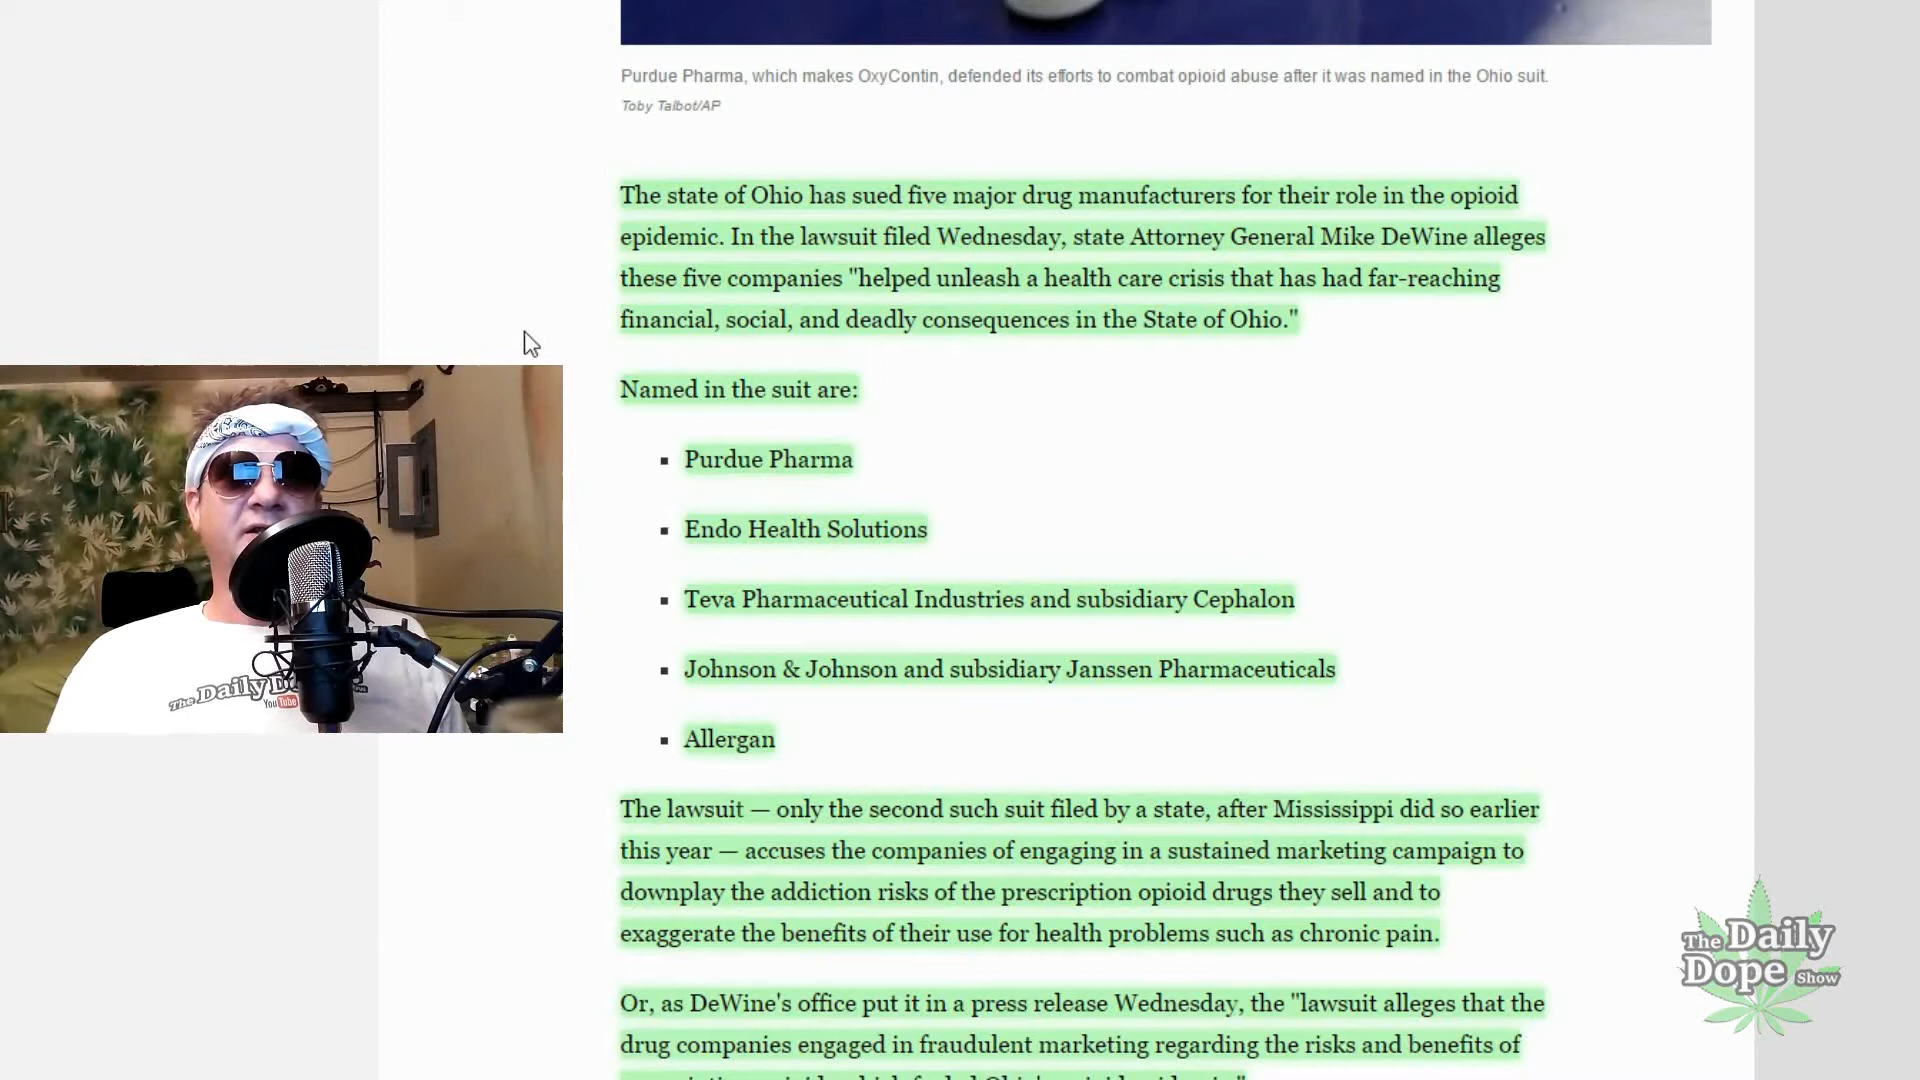 Purdue Pharma, which makes OxyContin, defended its efforts to combat opioid abuse after it was named in the Ohio suit.
Toby Talbot/AP
The state of Ohio has sued five major drug manufacturers for their role in the opioid
epidemic. In the lawsuit filed Wednesday, state Attorney General Mike DeWine alleges
these five companies "helped unleash a health care crisis that has had far-reaching
financial, social, and deadly consequences in the State of Ohio."
Named in the suit are:
Purdue Pharma
Endo Health Solutions
Teva Pharmaceutical Industries and subsidiary Cephalon
Johnson & Johnson and subsidiary Janssen Pharmaceuticals
Allergan
The lawsuit — only the second such suit filed by a state, after Mississippi did so earlier
this year — accuses the companies of engaging in a sustained marketing campaign to
downplay the addiction risks of the prescription opioid drugs they sell and to
exaggerate the benefits of their use for health problems such as chronic pain.
Or, as DeWine's office put it in a press release Wednesday, the "lawsuit alleges that the
drug companies engaged in fraudulent marketing regarding the risks and benefits of
The Daily
YouTube
The Daily
Dope Show